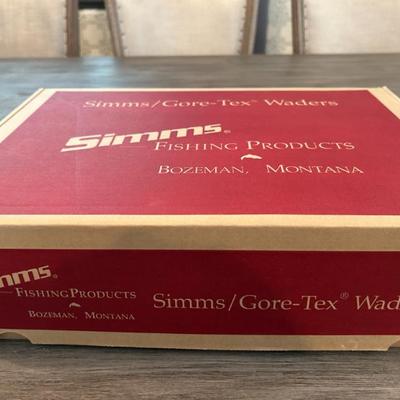 Simms/Gore-Tex® Waders
Simms®
Fishing Products
Bozeman, Montana
mms®
Fishing Products
Bozeman, Montana
Simms/Gore-Tex® Wad